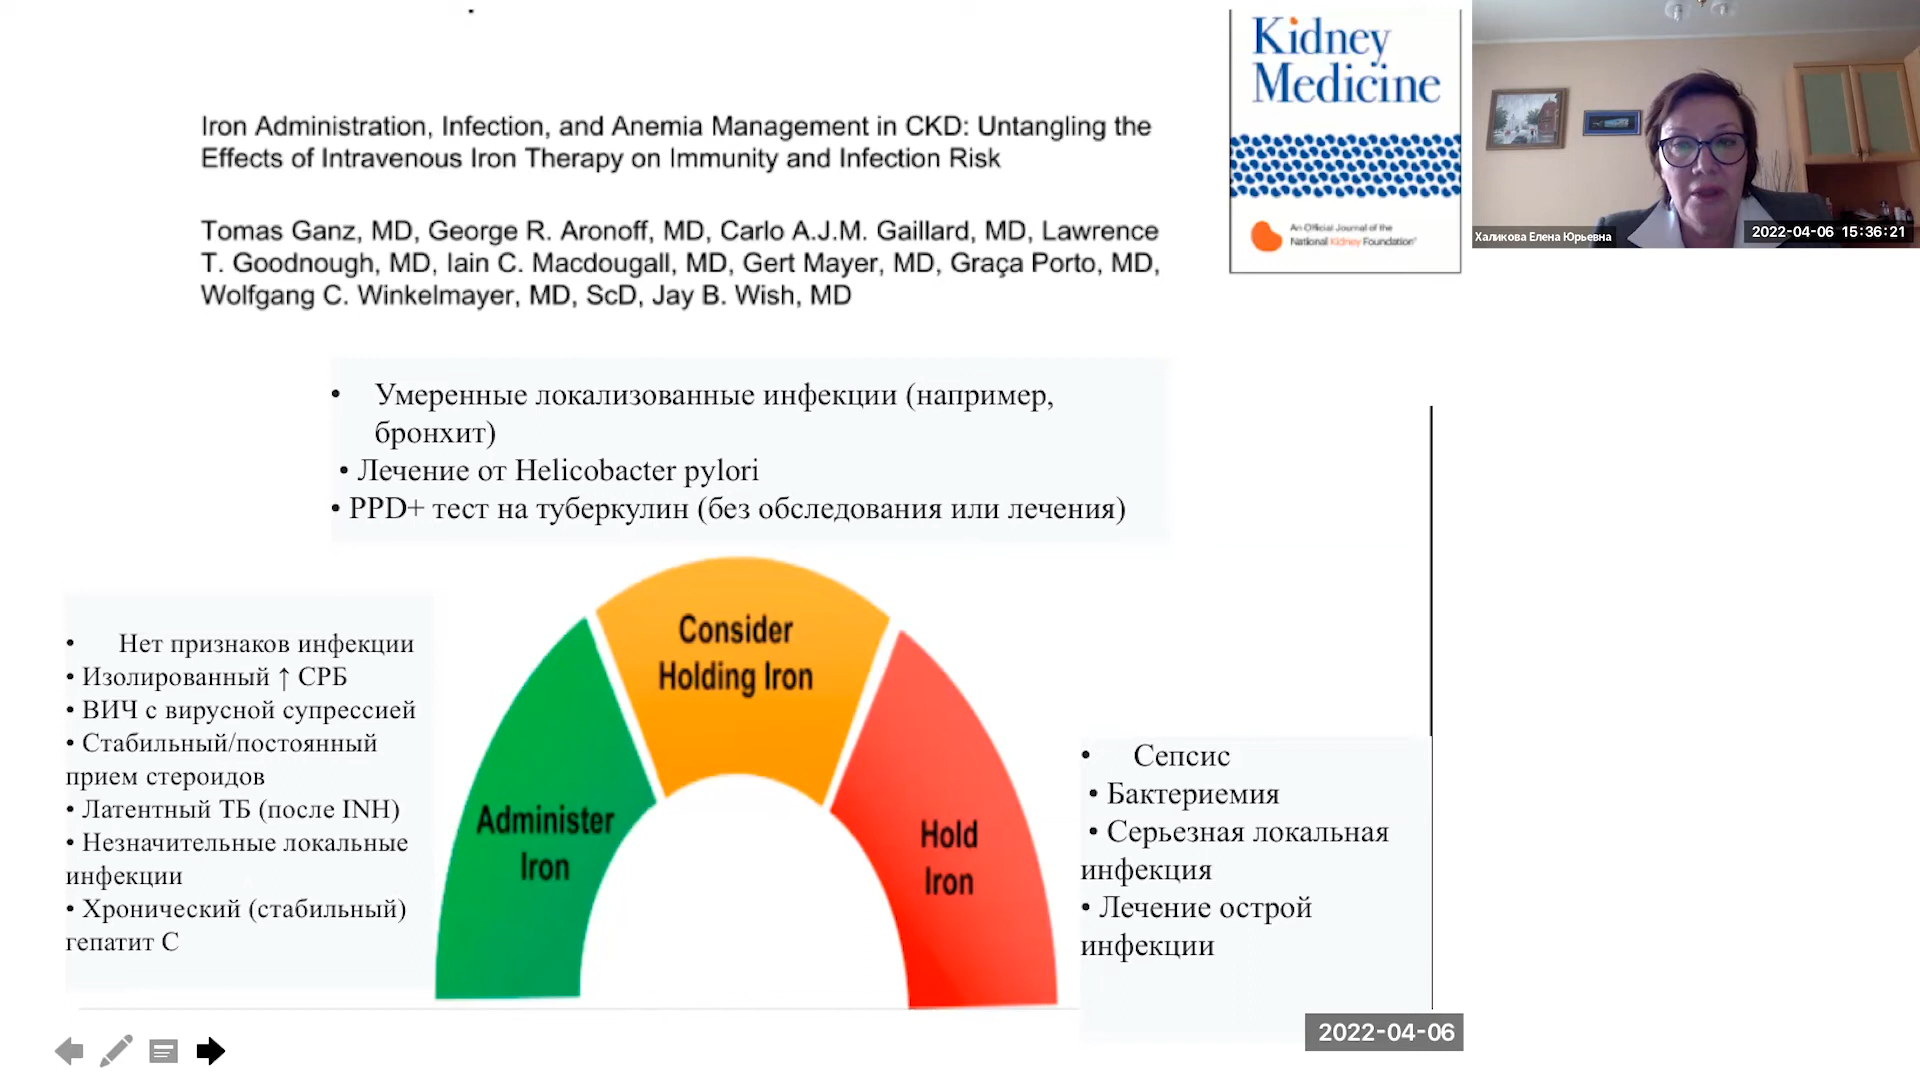 Iron Administration, Infection, and Anemia Management in CKD: Untangling the
Effects of Intravenous Iron Therapy on Immunity and Infection Risk
Tomas Ganz, MD, George R. Aronoff, MD, Carlo A.J.M. Gaillard, MD, Lawrence
T. Goodnough, MD, Iain C. Macdougall, MD, Gert Mayer, MD, Graça Porto, MD,
Wolfgang C. Winkelmayer, MD, ScD, Jay B. Wish, MD
Kidney
Medicine
An Official Journal of the
National Kidney Foundation®
Халикова Елена Юрьевна
2022-04-06 15:36:21
• Умеренные локализованные инфекции (например,
бронхит)
• Лечение от Helicobacter pylori
• PPD+ тест на туберкулин (без обследования или лечения)
• Нет признаков инфекции
• Изолированный ↑ СРБ
• ВИЧ с вирусной супрессией
• Стабильный/постоянный
прием стероидов
• Латентный ТБ (после INH)
• Незначительные локальные
инфекции
• Хронический (стабильный)
гепатит С
Administer
Iron
Consider
Holding Iron
Hold
Iron
• Сепсис
• Бактериемия
• Серьезная локальная
инфекция
• Лечение острой
инфекции
2022-04-06